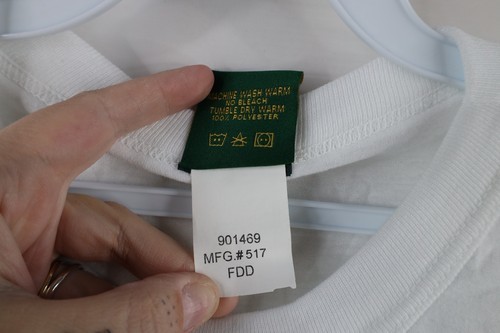 MACHINE WASH WARM
NO BLEACH
TUMBLE DRY WARM
100% POLYESTER
901469
MFG.# 517
FDD